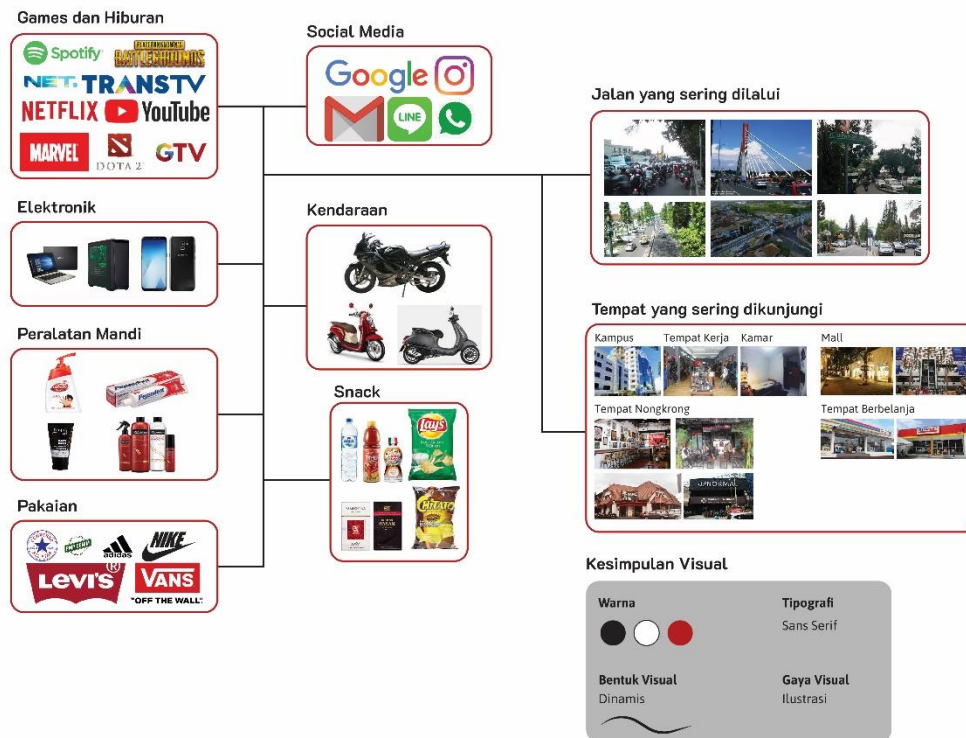 Games dan Hiburan
Spotify
BATTLEGROUNDS
NET. TRANSTV
NETFLIX YouTube
MARVEL
DOTA 2
GTV
Social Media
Google
LINE
Elektronik
Kendaraan
Peralatan Mandi
Pepsodent
Snack
Lay's
Chitato
Pakaian
adidas
NIKE
LEVI'S®
VANS
"OFF THE WALL"
Jalan yang sering dilalui
Tempat yang sering dikunjungi
Kampus Tempat Kerja Kamar Mall
Tempat Nongkrong Tempat Berbelanja
Kesimpulan Visual
Warna
Tipografi
Sans Serif
Bentuk Visual
Dinamis
Gaya Visual
Ilustrasi